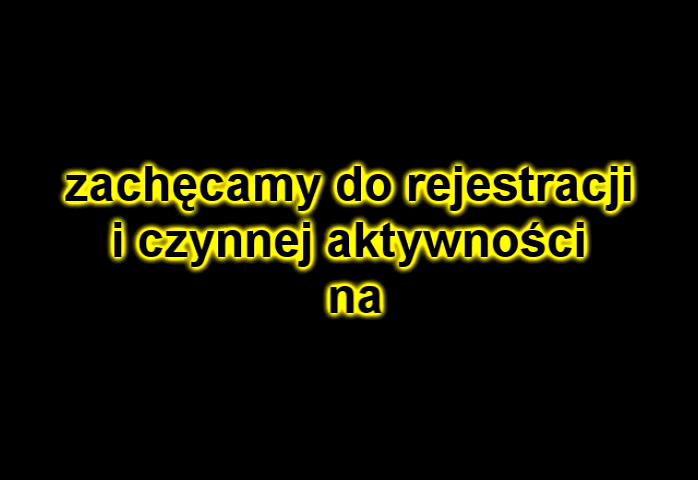 zachęcamy do rejestracji
i czynnej aktywności
na